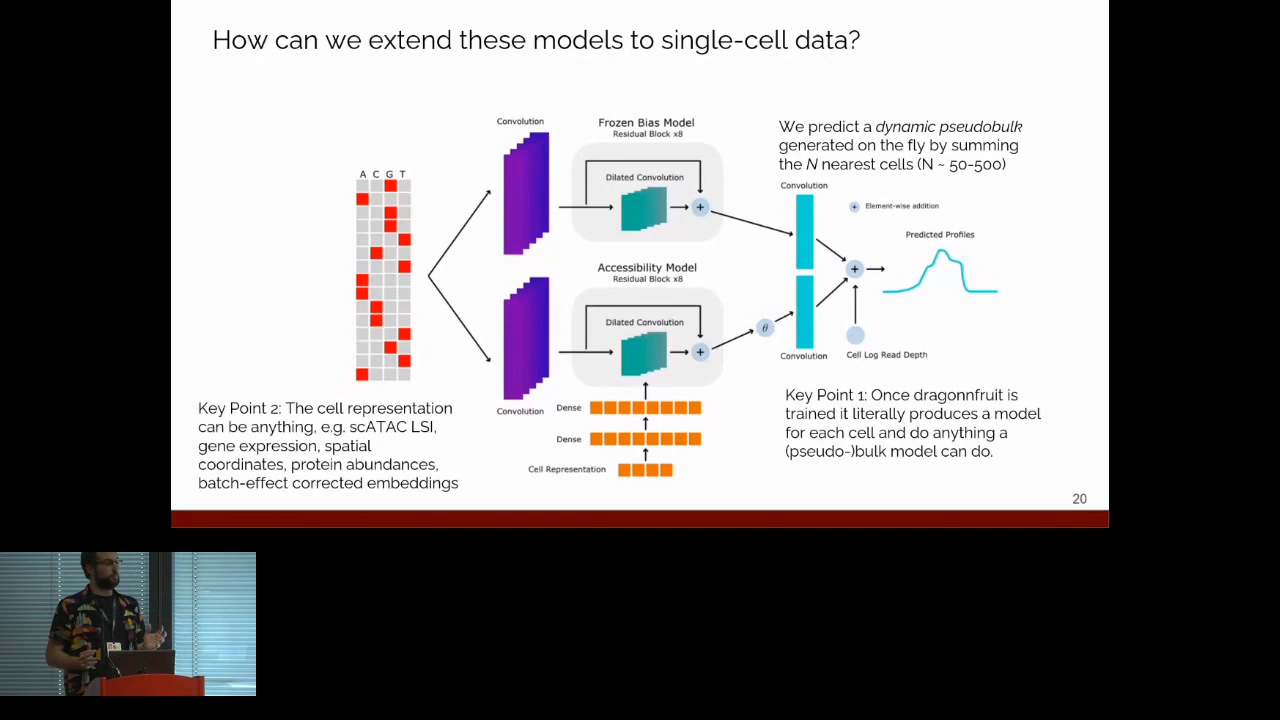 How can we extend these models to single-cell data?
Convolution
Frozen Bias Model
Residual Block x8
Dilated Convolution
+
We predict a dynamic pseudobulk
generated on the fly by summing
the N nearest cells (N ~ 50-500)
Convolution
+ Element-wise addition
Predicted Profiles
A C G T
Accessibility Model
Residual Block x8
Dilated Convolution
+
θ
+
Convolution
Cell Log Read Depth
Convolution
Dense
Dense
Cell Representation
Key Point 2: The cell representation
can be anything, e.g. scATAC LSI,
gene expression, spatial
coordinates, protein abundances,
batch-effect corrected embeddings
Key Point 1: Once dragonnfruit is
trained it literally produces a model
for each cell and do anything a
(pseudo-)bulk model can do.
20